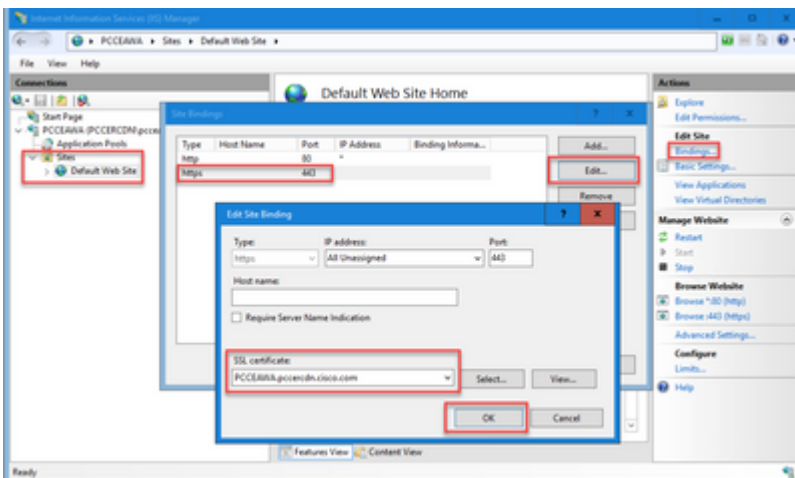 Internet Information Services (IIS) Manager
PCCEAWA Sites Default Web Site
File View Help
Connections
Start Page
PCCEAWA (PCCERCDN\pcce
Application Pools
Sites
Default Web Site
Default Web Site Home
Site Bindings
Type Host Name Port IP Address Binding Informa...
http 80 *
https 443
Add...
Edit...
Remove
Edit Site Binding
Type: IP address: Port:
https All Unassigned 443
Host name:
Require Server Name Indication
SSL certificate:
PCCEAWA.pccercdn.cisco.com Select... View...
OK Cancel
Features View Content View
Ready
Actions
Explore
Edit Permissions...
Edit Site
Bindings...
Basic Settings...
View Applications
View Virtual Directories
Manage Website
Restart
Start
Stop
Browse Website
Browse *:80 (http)
Browse :443 (https)
Advanced Settings...
Configure
Limits...
Help